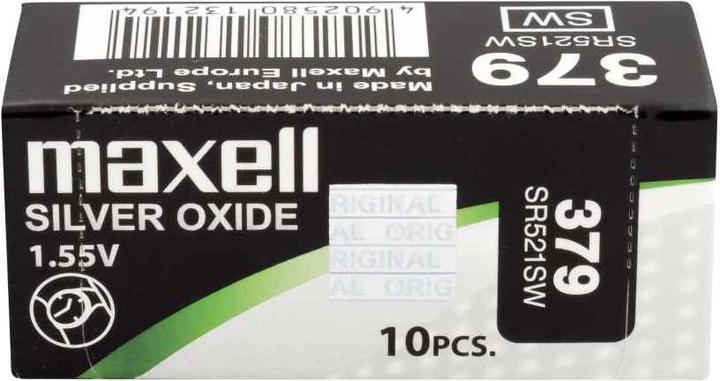 SW
SR521SW
379
4 902580 132194
Made in Japan, Supplied
by Maxell Europe Ltd.
maxell
SILVER OXIDE
1.55V
RIGINAL
AL ORIG
RIGINAL
AL ORIG
379
SR521SW
10PCS.